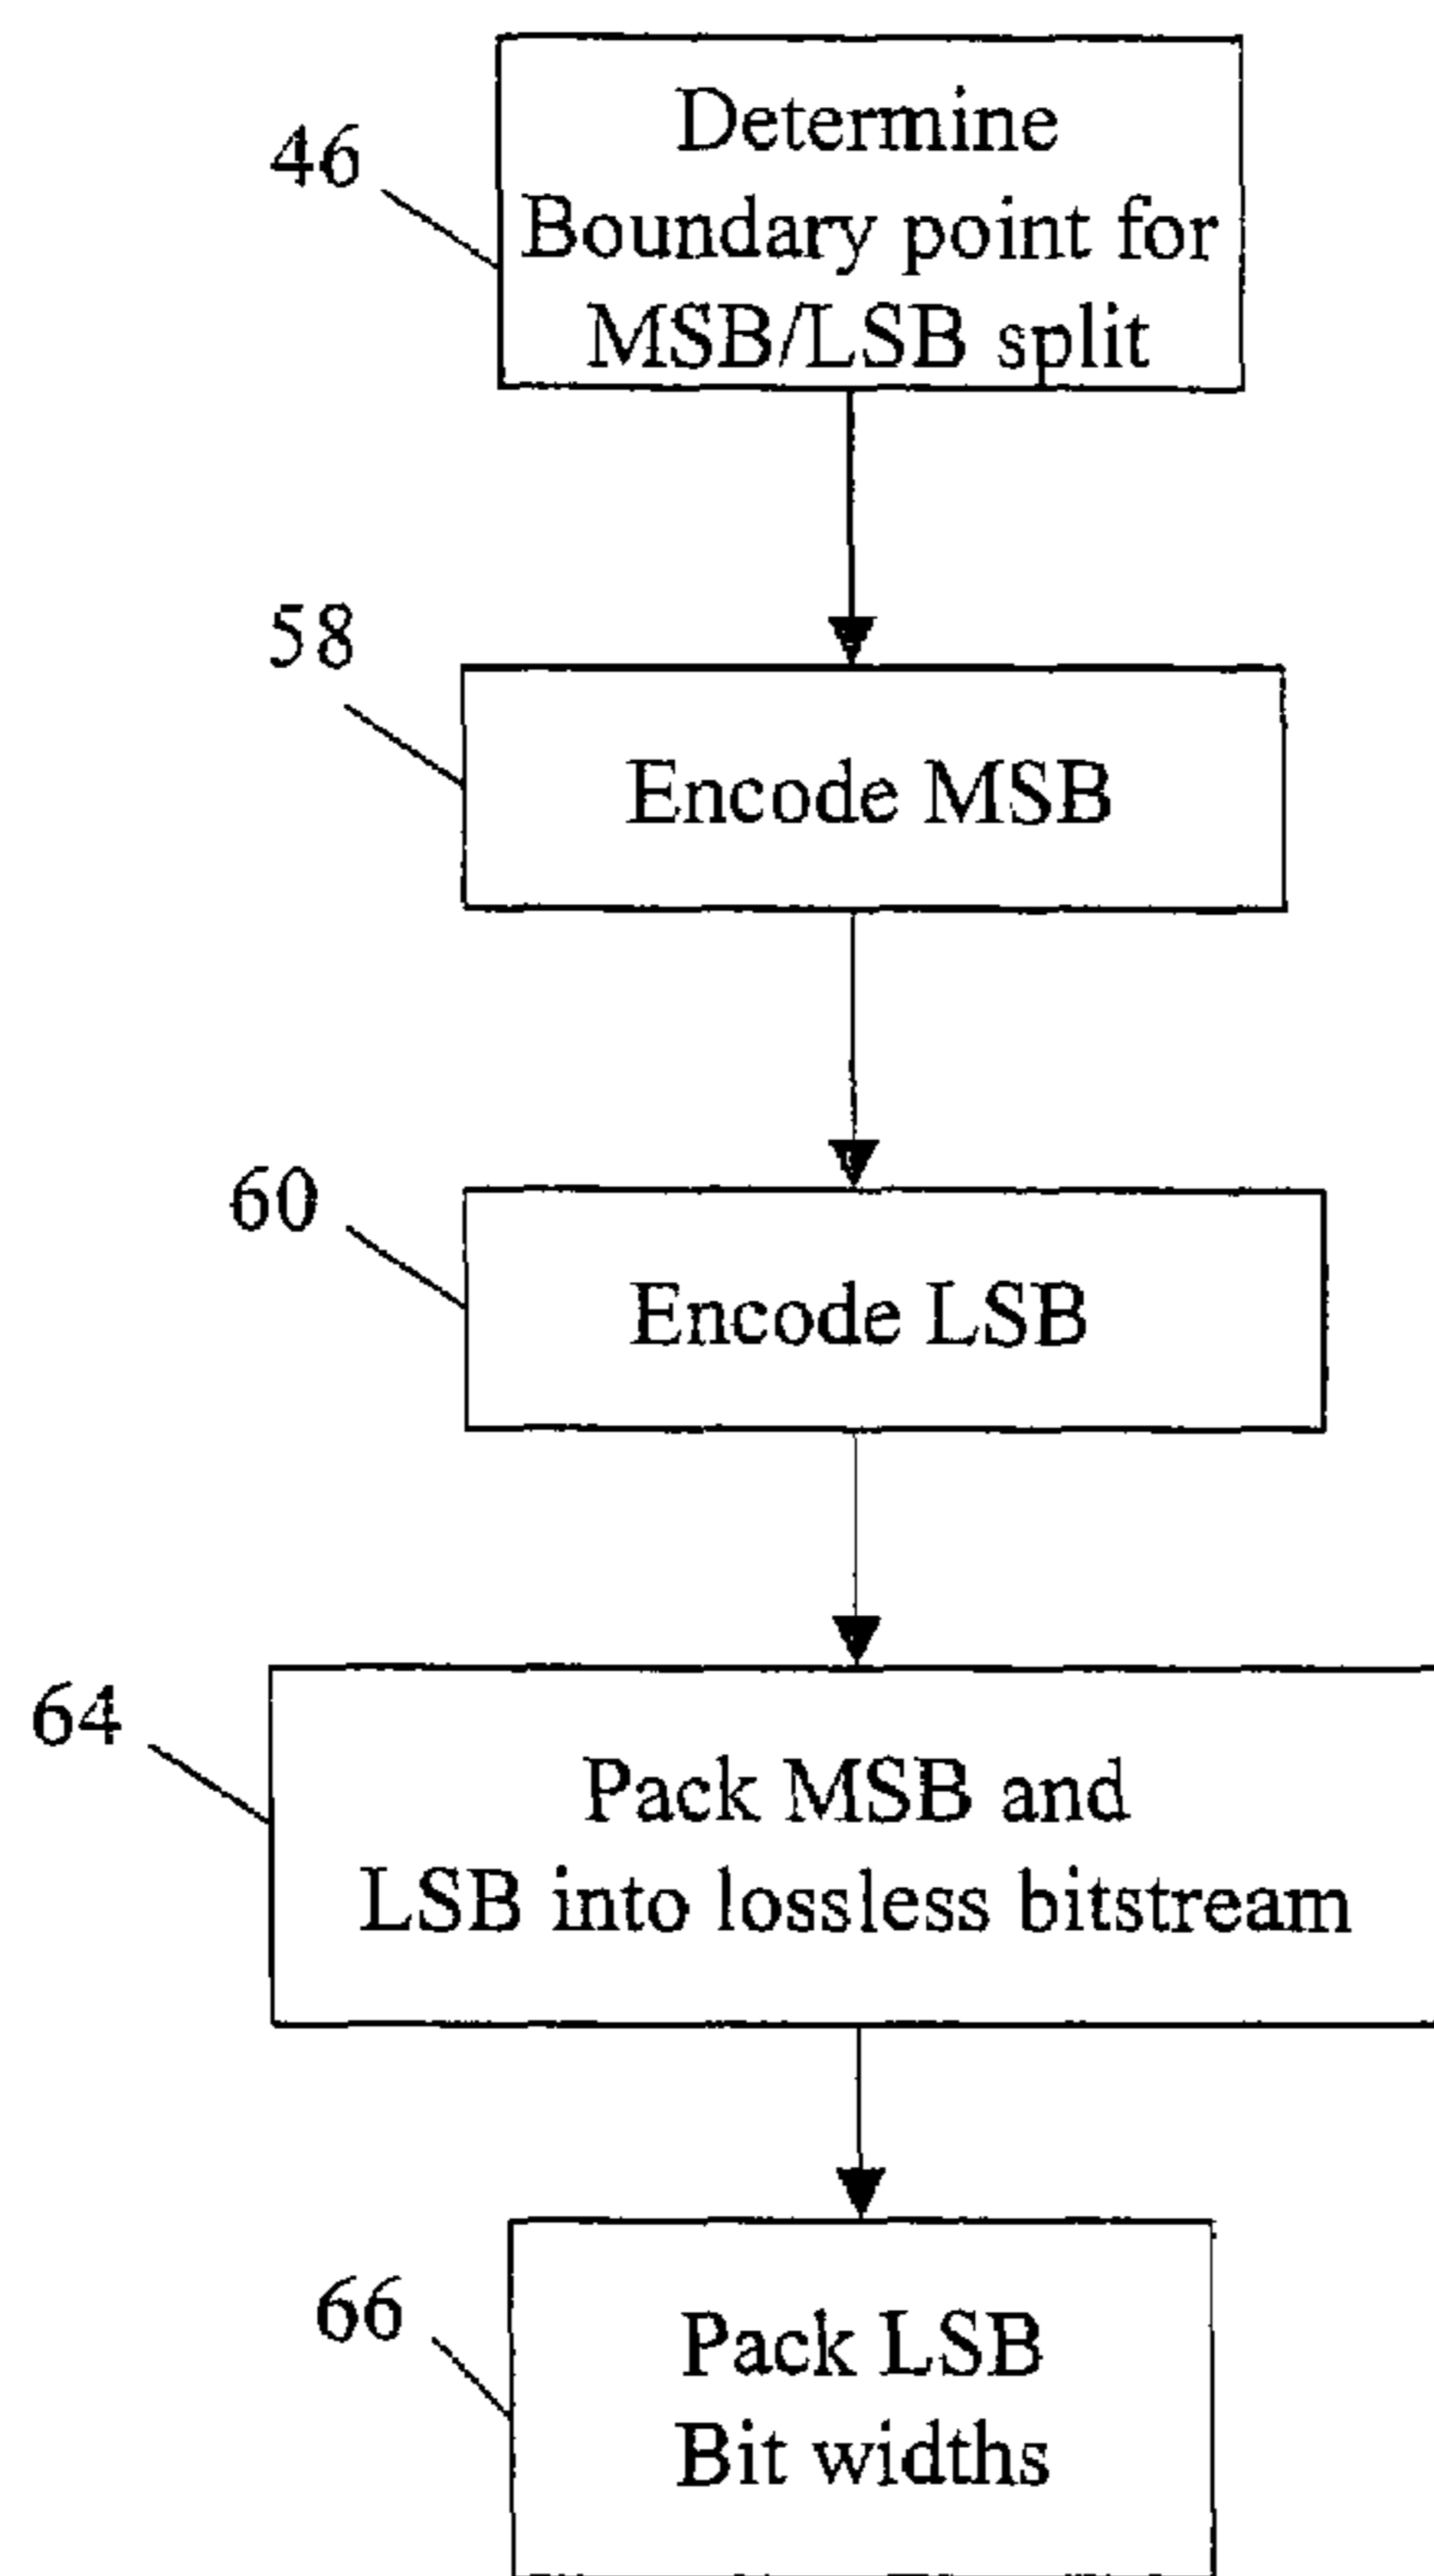 46
Determine
Boundary point for
MSB/LSB split
58
Encode MSB
60
Encode LSB
64
Pack MSB and
LSB into lossless bitstream
66
Pack LSB
Bit widths